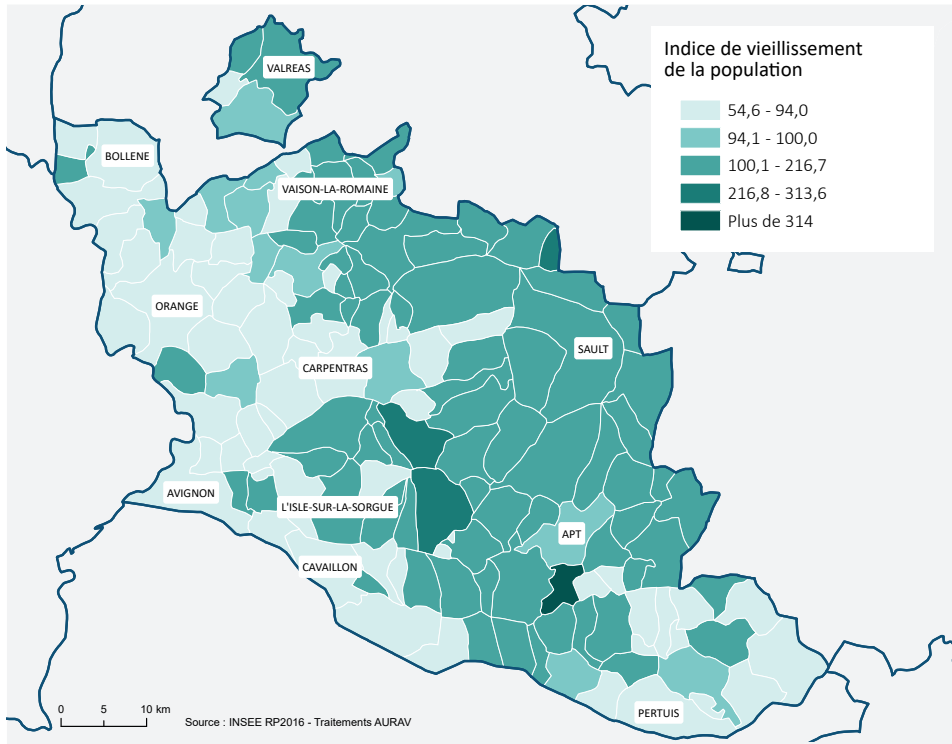 Indice de vieillissement
de la population
54,6 - 94,0
94,1 - 100,0
100,1 - 216,7
216,8 - 313,6
Plus de 314
VALREAS
BOLLENE
VAISON-LA-ROMAINE
ORANGE
SAULT
CARPENTRAS
AVIGNON
L'ISLE-SUR-LA-SORGUE
APT
CAVAILLON
PERTUIS
0 5 10 km
Source : INSEE RP2016 - Traitements AURAV